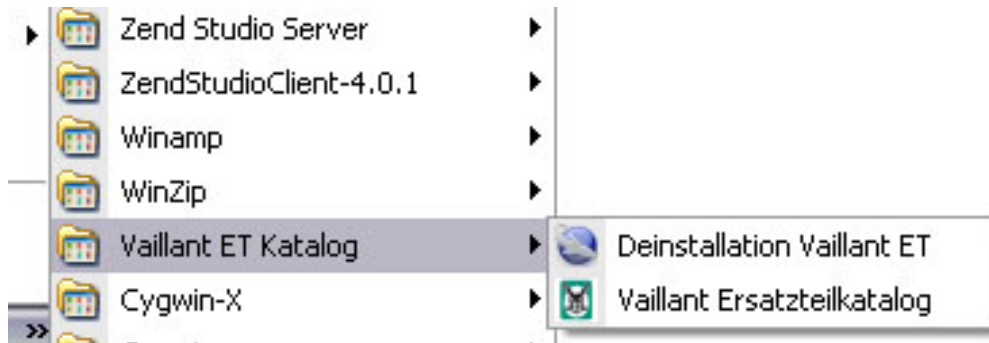 Zend Studio Server
ZendStudioClient-4.0.1
Winamp
WinZip
Vaillant ET Katalog
Deinstallation Vaillant ET
Cygwin-X
Vaillant Ersatzteilkatalog